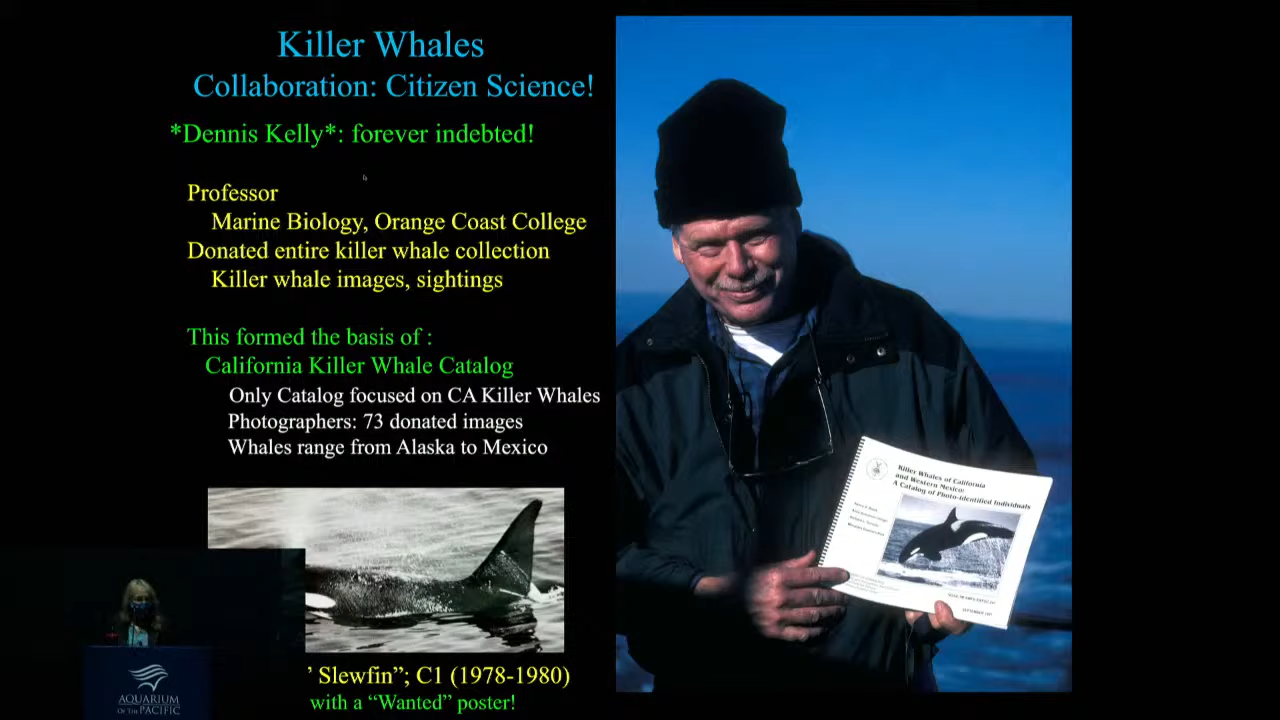 Killer Whales
Collaboration: Citizen Science!
*Dennis Kelly*: forever indebted!
Professor
Marine Biology, Orange Coast College
Donated entire killer whale collection
Killer whale images, sightings
This formed the basis of :
California Killer Whale Catalog
Only Catalog focused on CA Killer Whales
Photographers: 73 donated images
Whales range from Alaska to Mexico
’ Slewfin”; C1 (1978-1980)
with a “Wanted” poster!
Killer Whales of California
and Western Mexico:
A Catalog of Photo-Identified Individuals
SEPTEMBER 1997
AQUARIUM
OF THE PACIFIC